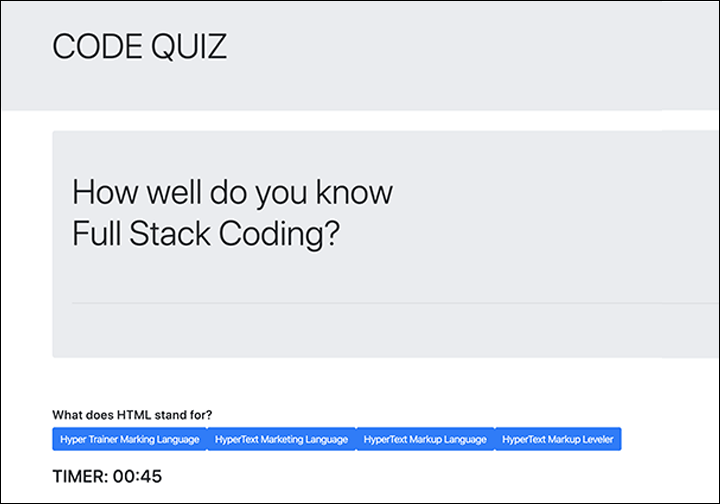 CODE QUIZ
How well do you know
Full Stack Coding?
What does HTML stand for?
Hyper Trainer Marking Language HyperText Marketing Language HyperText Markup Language HyperText Markup Leveler
TIMER: 00:45